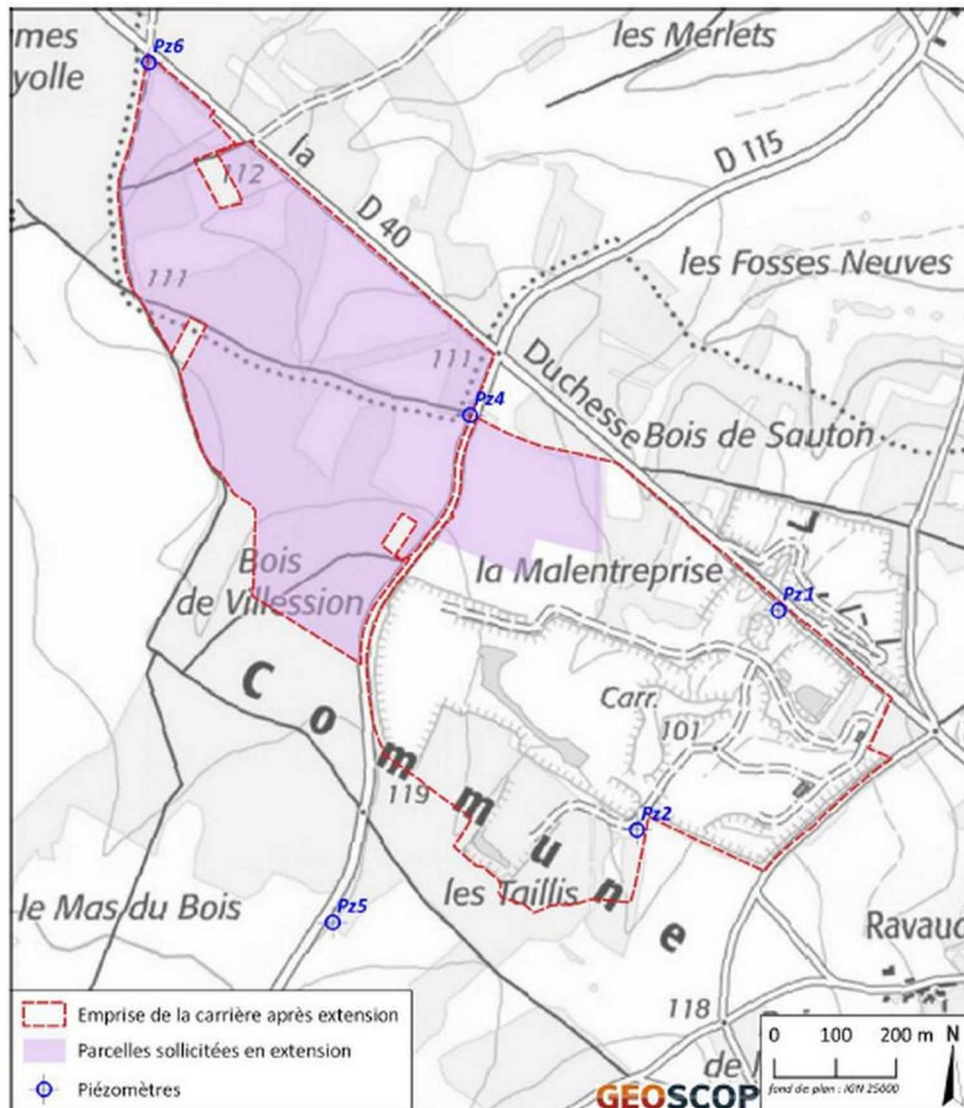 mes
yolle
Pz6
les Merlets
la
112
D 115
D 40
111
les Fosses Neuves
111
Duchesse
Pz4
Bois de Sauton
Bois
de Villession
la Malentreprise
Pz1
Carr.
101
119
Commune
Pz2
les Taillis
le Mas du Bois
Pz5
Ravaud
118
de
Emprise de la carrière après extension
Parcelles sollicitées en extension
Piézomètres
0 100 200 m N
fond de plan : IGN 25000
GEOSCOP